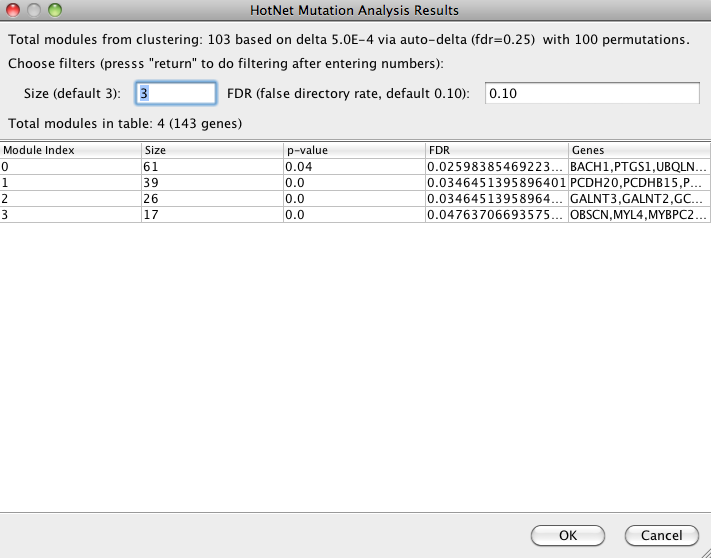 HotNet Mutation Analysis Results
Total modules from clustering: 103 based on delta 5.0E-4 via auto-delta (fdr=0.25) with 100 permutations.
Choose filters (presss "return" to do filtering after entering numbers):
Size (default 3): 3 FDR (false directory rate, default 0.10): 0.10
Total modules in table: 4 (143 genes)
Module Index Size p-value FDR Genes
0 61 0.04 0.02598385469223... BACH1,PTGS1,UBQLN...
1 39 0.0 0.0346451395896401 PCDH20,PCDHB15,P...
2 26 0.0 0.03464513958964... GALNT3,GALNT2,GC...
3 17 0.0 0.04763706693575... OBSCN,MYL4,MYBPC2...
OK Cancel